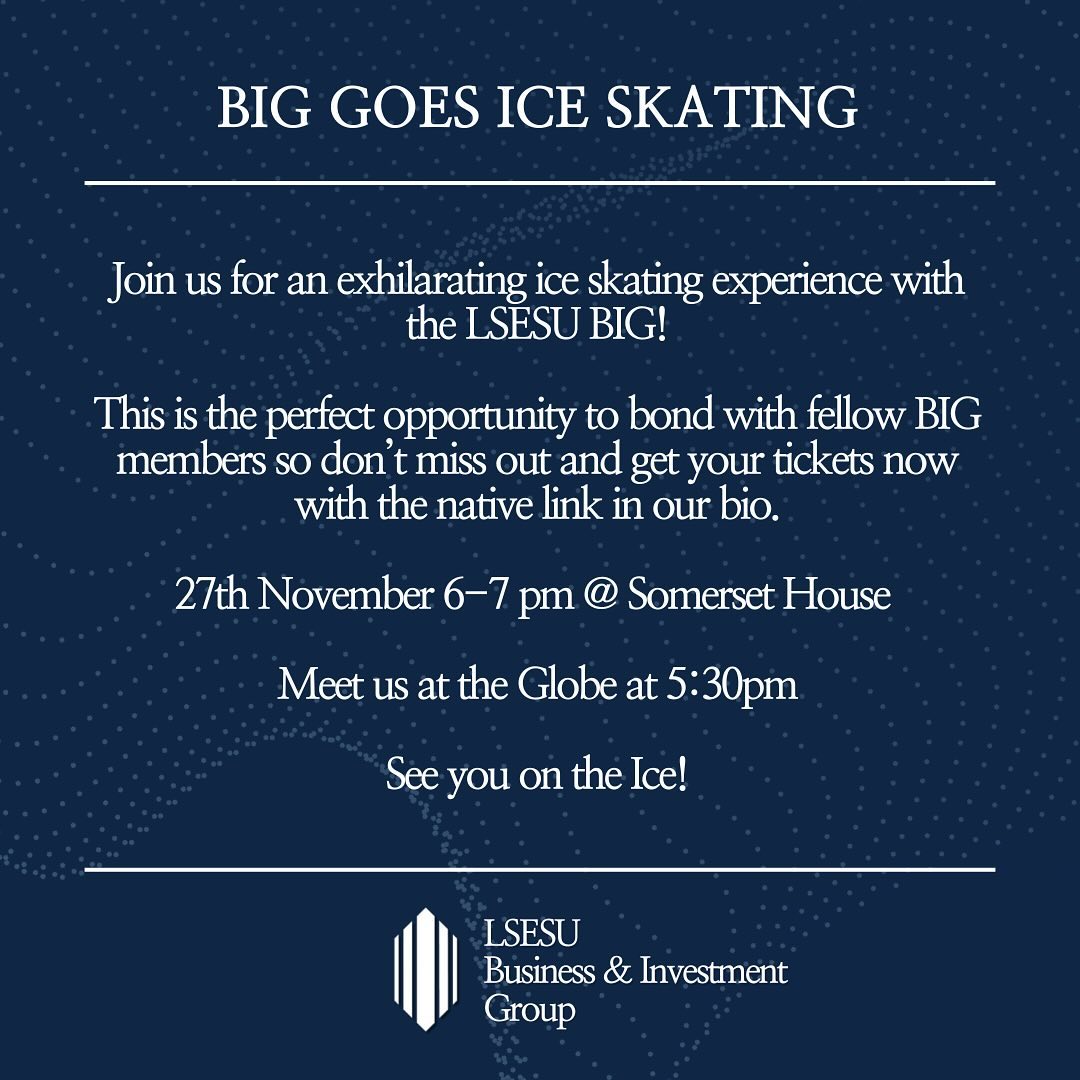 BIG GOES ICE SKATING
Join us for an exhilarating ice skating experience with
the LSESU BIG!
This is the perfect opportunity to bond with fellow BIG
members so don't miss out and get your tickets now
with the native link in our bio.
27th November 6-7 pm @ Somerset House
Meet us at the Globe at 5:30pm
See you on the Ice!
LSESU
Business & Investment
Group